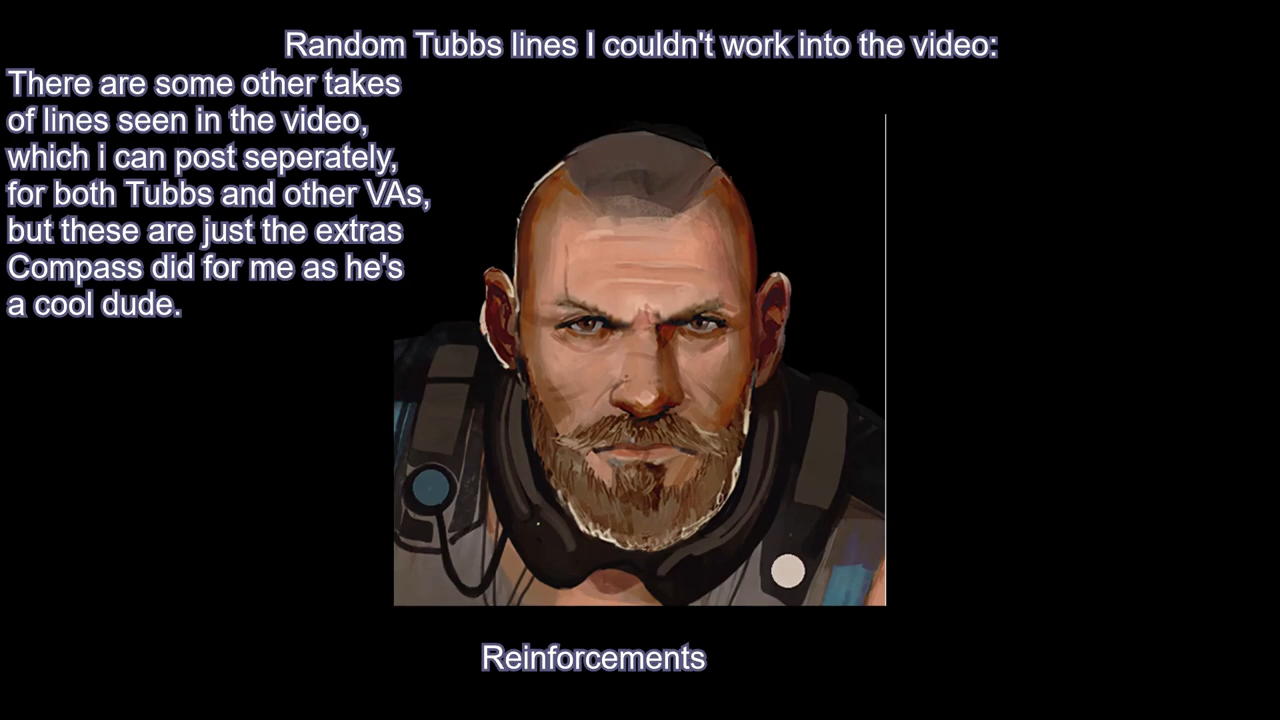 Random Tubbs lines I couldn't work into the video:
There are some other takes
of lines seen in the video,
which i can post seperately,
for both Tubbs and other VAs,
but these are just the extras
Compass did for me as he's
a cool dude.
Reinforcements